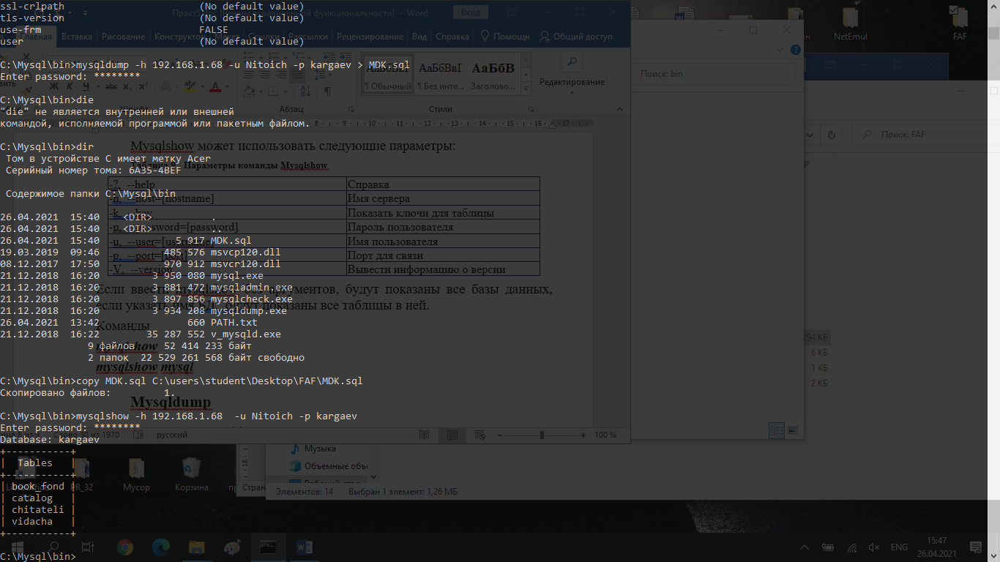 ssl-crlpath (No default value)
tls-version (No default value)
use-frm FALSE
user (No default value)
C:\Mysql\bin>mysqldump -h 192.168.1.68 -u Nitoich -p kargaev > MDK.sql
Enter password: ********
C:\Mysql\bin>die
"die" не является внутренней или внешней
командой, исполняемой программой или пакетным файлом.
C:\Mysql\bin>dir
Том в устройстве C имеет метку Acer
Серийный номер тома: 6A35-4BEF
Содержимое папки C:\Mysql\bin
26.04.2021 15:40 <DIR> .
26.04.2021 15:40 <DIR> ..
26.04.2021 15:40 5 917 MDK.sql
19.03.2019 09:46 485 576 msvcp120.dll
08.12.2017 17:50 970 912 msvcr120.dll
21.12.2018 16:20 3 950 080 mysql.exe
21.12.2018 16:20 3 881 472 mysqladmin.exe
21.12.2018 16:20 3 897 856 mysqlcheck.exe
21.12.2018 16:20 3 934 208 mysqldump.exe
26.04.2021 13:42 660 PATH.txt
21.12.2018 16:22 35 287 552 v_mysqld.exe
9 файлов 52 414 233 байт
2 папок 22 529 261 568 байт свободно
C:\Mysql\bin>copy MDK.sql C:\users\student\Desktop\FAF\MDK.sql
Скопировано файлов: 1.
C:\Mysql\bin>mysqlshow -h 192.168.1.68 -u Nitoich -p kargaev
Enter password: ********
Database: kargaev
+-----------+
| Tables |
+-----------+
| book_fond |
| catalog |
| chitateli |
| vidacha |
+-----------+
C:\Mysql\bin>
Word
Вход
Главная Вставка Рисование Конструктор Макет Ссылки Рассылки Рецензирование Вид Справка Помощн Общий доступ
АаБбВвІ АаБбВвІ АаБбВ
¶ Обычный ¶ Без инте... Заголово...
Редактирование
Абзац Стили
Mysqlshow может использовать следующие параметры:
Параметры команды Mysqlshow
-?, --help Справка
--host=[hostname] Имя сервера
Показать ключи для таблицы
Пароль пользователя
Имя пользователя
-p, --port=[port] Порт для связи
-V, --version Вывести информацию о версии
Если ввести без аргументов, будут показаны все базы данных,
если указать имя БД, будут показаны все таблицы в ней.
Команды
mysqlshow
mysqlshow mysql
Mysqldump
из 1970 русский 100 %
Поиск: bin
Поиск: FAF
294 КБ
6 КБ
1 КБ
2 КБ
NetEmul
FAF
Музыка
Объемные объе
Элементов: 14 Выбран 1 элемент: 1,26 МБ
PR_32
Мусор
Корзина
Стран
ENG
15:47
26.04.2021